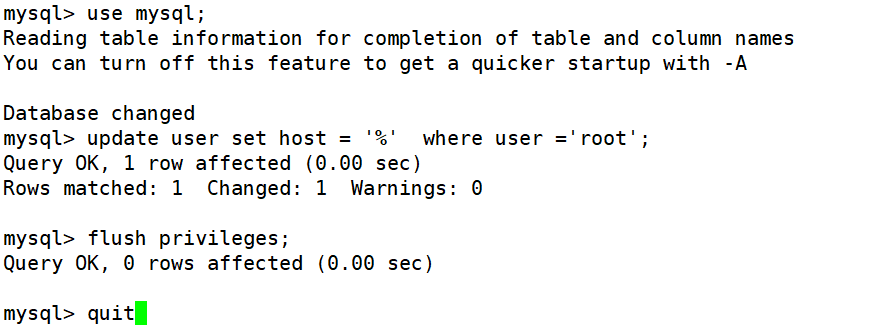 mysql> use mysql;
Reading table information for completion of table and column names
You can turn off this feature to get a quicker startup with -A
Database changed
mysql> update user set host = '%'  where user ='root';
Query OK, 1 row affected (0.00 sec)
Rows matched: 1  Changed: 1  Warnings: 0
mysql> flush privileges;
Query OK, 0 rows affected (0.00 sec)
mysql> quit